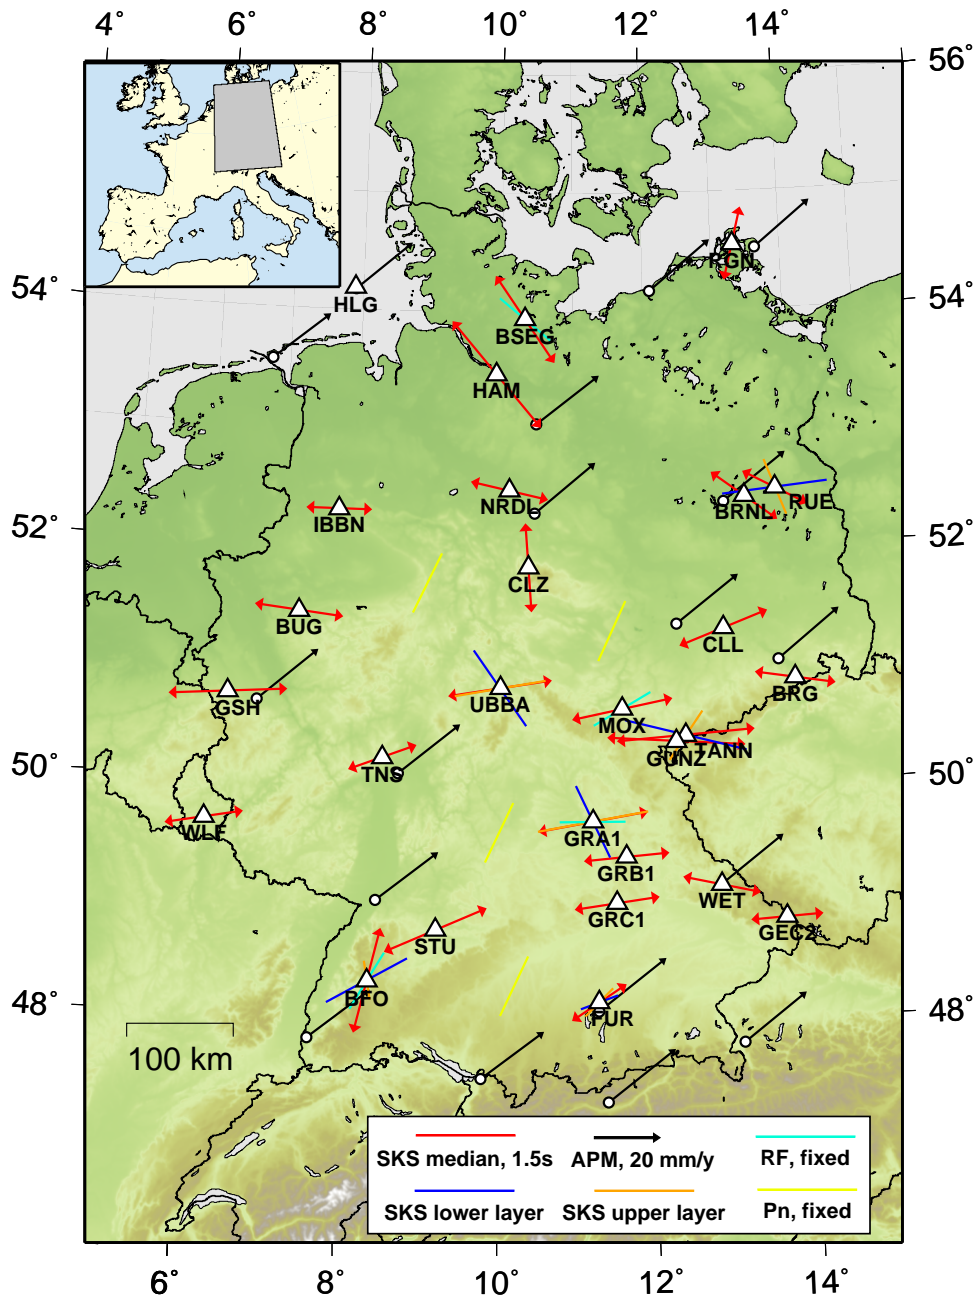 4° 6° 8° 10° 12° 14°
56°
54° 54°
HLG
RGN
BSEG
HAM
NRDL
IBBN
BRNL RUE
52° 52°
CLZ
BUG
CLL
GSH
UBBA
BRG
MOX
GUNZ TANN
50° 50°
TNS
WLF
GRA1
GRB1
WET
GRC1
GEC2
STU
BFO
FUR
48° 48°
100 km
SKS median, 1.5s APM, 20 mm/y RF, fixed
SKS lower layer SKS upper layer Pn, fixed
6° 8° 10° 12° 14°